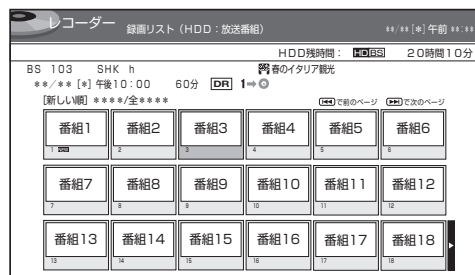 レコーダー 録画リスト（HDD：放送番組） **/**[*]午前 **:**
HDD残時間： HD BS 20時間10分
BS 103 SHK h 春のイタリア観光
**/** [*] 午後10:00 60分 DR 1→
[新しい順] ****/全**** で前のページ で次のページ
番組1 番組2 番組3 番組4 番組5 番組6
1 2 3 4 5 6
番組7 番組8 番組9 番組10 番組11 番組12
7 8 9 10 11 12
番組13 番組14 番組15 番組16 番組17 番組18
13 14 15 16 17 18